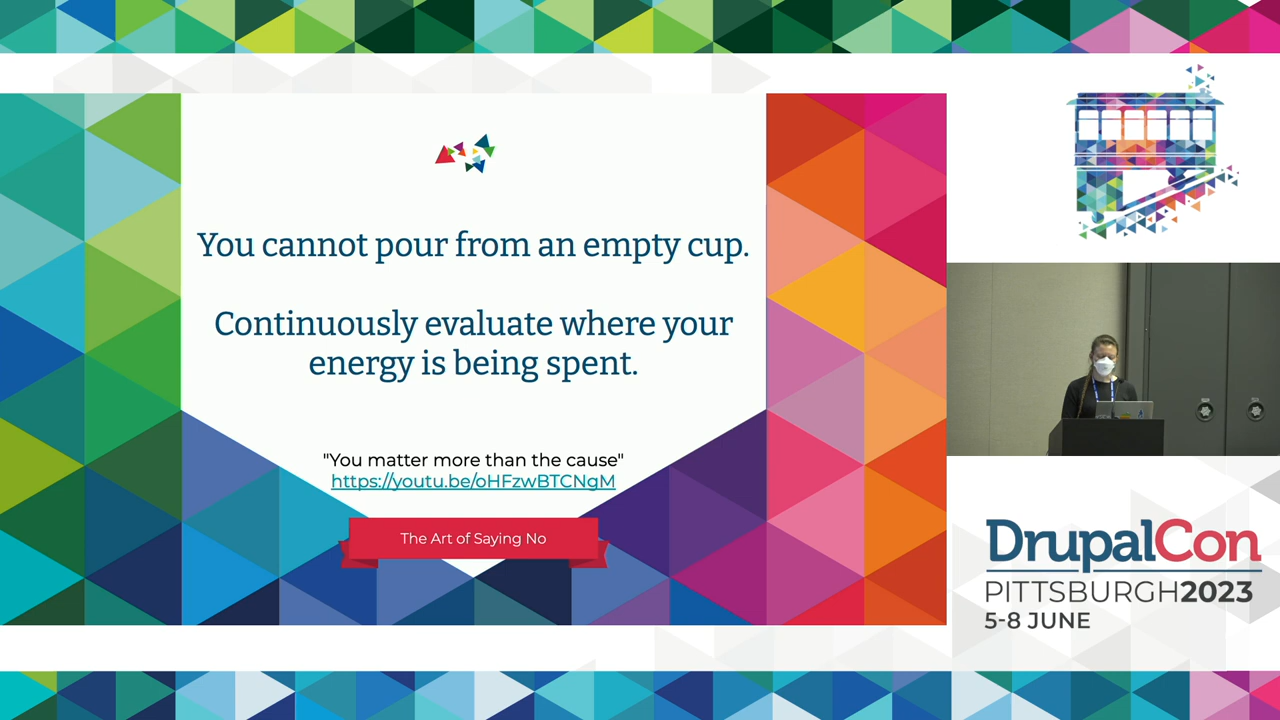 You cannot pour from an empty cup.
Continuously evaluate where your
energy is being spent.
"You matter more than the cause"
https://youtu.be/oHFzwBTCNgM
The Art of Saying No
DrupalCon
PITTSBURGH2023
5-8 JUNE